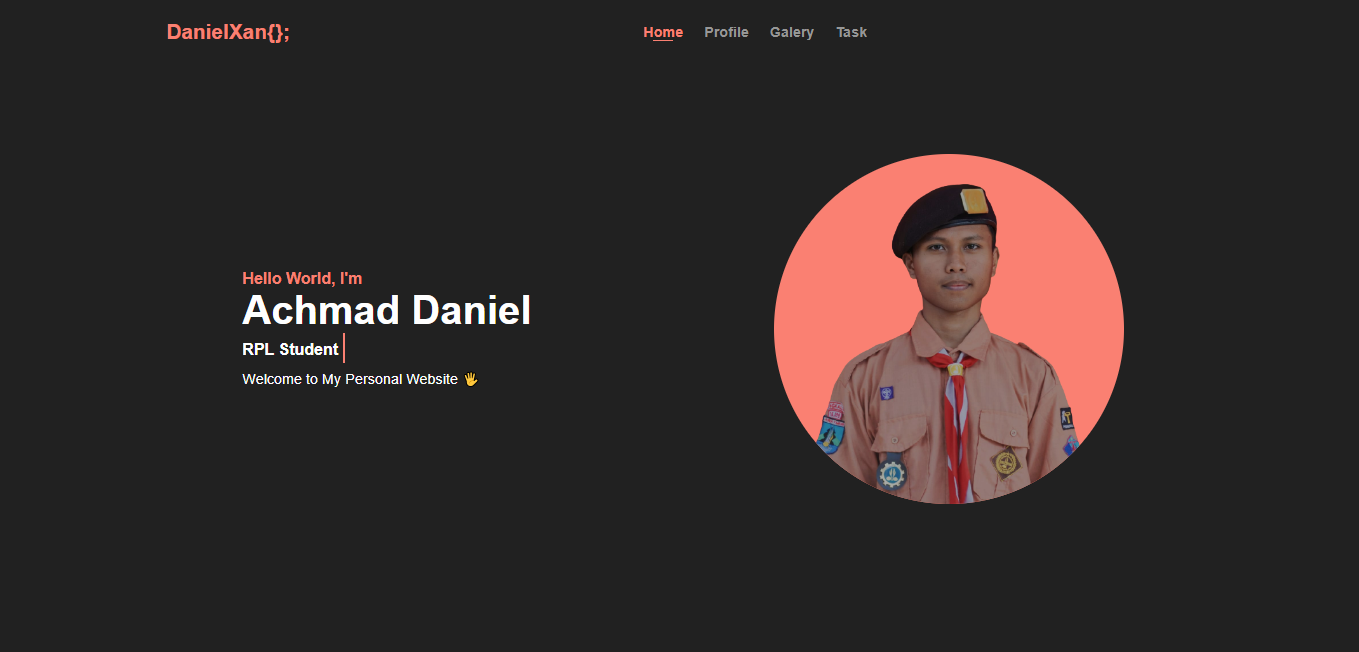 DanielXan{};
Home Profile Galery Task
Hello World, I'm
Achmad Daniel
RPL Student
Welcome to My Personal Website 🖐